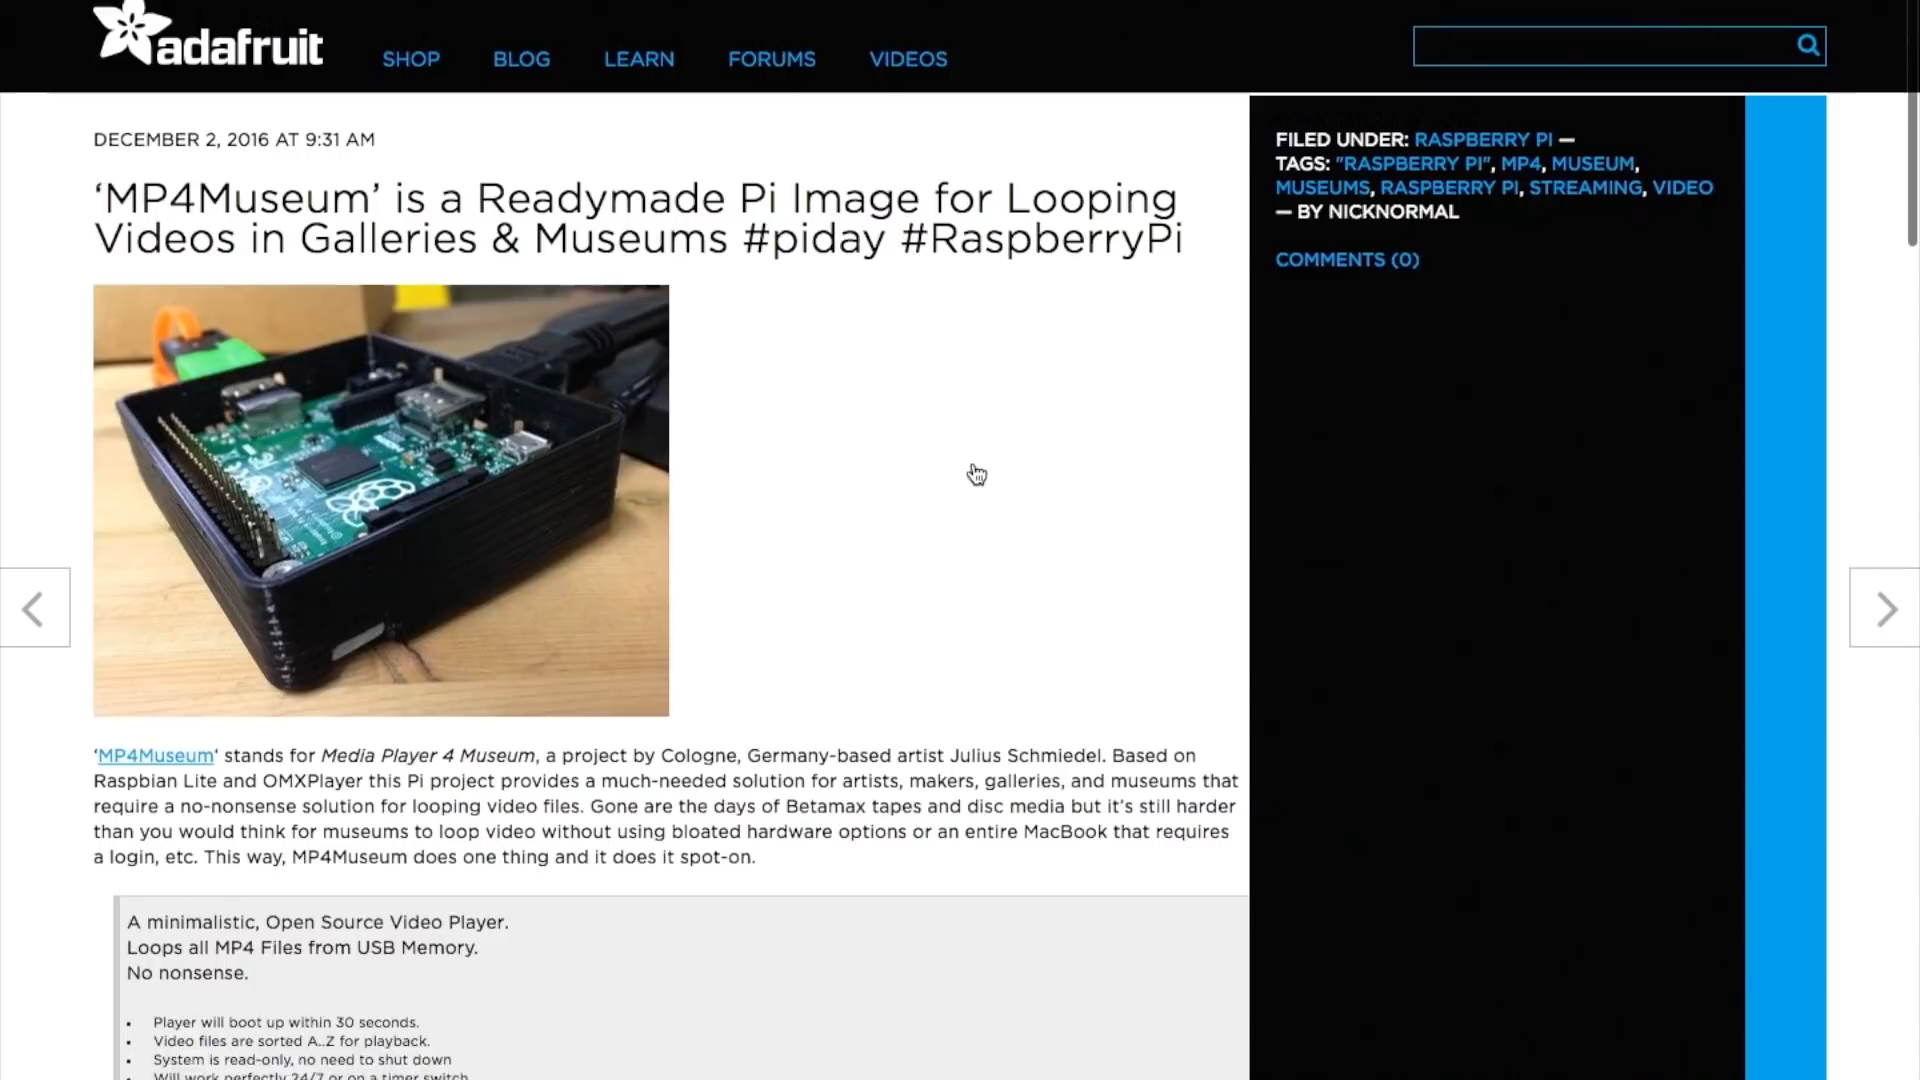 adafruit
SHOP BLOG LEARN FORUMS VIDEOS
DECEMBER 2, 2016 AT 9:31 AM
‘MP4Museum’ is a Readymade Pi Image for Looping
Videos in Galleries & Museums #piday #RaspberryPi
FILED UNDER: RASPBERRY PI —
TAGS: "RASPBERRY PI", MP4, MUSEUM,
MUSEUMS, RASPBERRY PI, STREAMING, VIDEO
— BY NICKNORMAL
COMMENTS (0)
‘MP4Museum‘ stands for Media Player 4 Museum, a project by Cologne, Germany-based artist Julius Schmiedel. Based on
Raspbian Lite and OMXPlayer this Pi project provides a much-needed solution for artists, makers, galleries, and museums that
require a no-nonsense solution for looping video files. Gone are the days of Betamax tapes and disc media but it’s still harder
than you would think for museums to loop video without using bloated hardware options or an entire MacBook that requires
a login, etc. This way, MP4Museum does one thing and it does it spot-on.
A minimalistic, Open Source Video Player.
Loops all MP4 Files from USB Memory.
No nonsense.
• Player will boot up within 30 seconds.
• Video files are sorted A..Z for playback.
• System is read-only, no need to shut down
• Will work perfectly 24/7 or on a timer switch